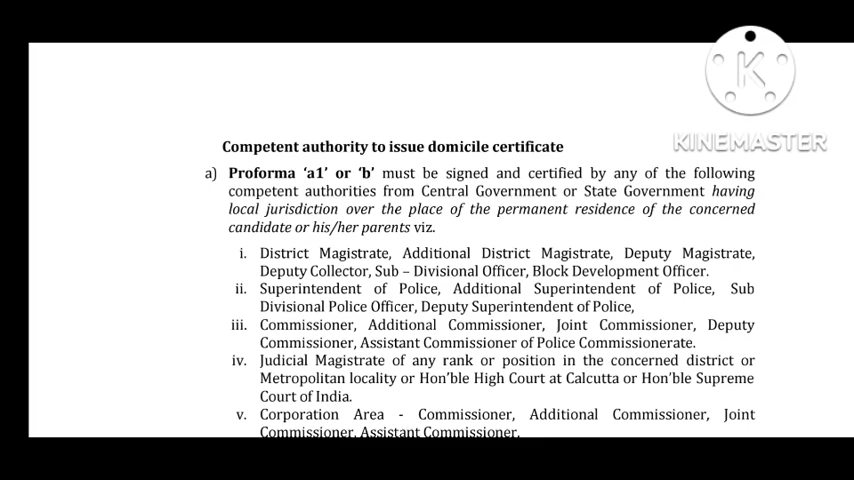 KINEMASTER
Competent authority to issue domicile certificate
a) Proforma ‘a1’ or ‘b’ must be signed and certified by any of the following
competent authorities from Central Government or State Government having
local jurisdiction over the place of the permanent residence of the concerned
candidate or his/her parents viz.
i. District Magistrate, Additional District Magistrate, Deputy Magistrate,
Deputy Collector, Sub – Divisional Officer, Block Development Officer.
ii. Superintendent of Police, Additional Superintendent of Police, Sub
Divisional Police Officer, Deputy Superintendent of Police,
iii. Commissioner, Additional Commissioner, Joint Commissioner, Deputy
Commissioner, Assistant Commissioner of Police Commissionerate.
iv. Judicial Magistrate of any rank or position in the concerned district or
Metropolitan locality or Hon’ble High Court at Calcutta or Hon’ble Supreme
Court of India.
v. Corporation Area - Commissioner, Additional Commissioner, Joint
Commissioner, Assistant Commissioner.